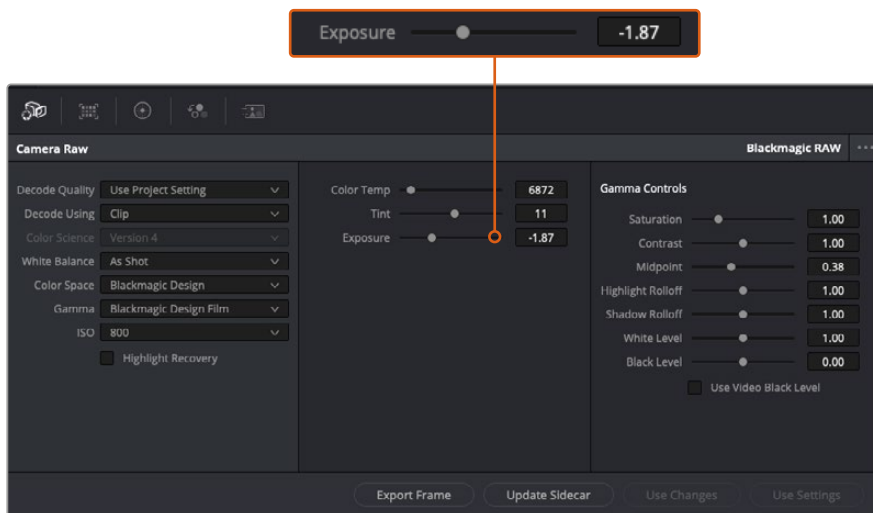 Exposure -1.87
Camera Raw
Blackmagic RAW
Decode Quality Use Project Setting
Decode Using Clip
Color Science Version 4
White Balance As Shot
Color Space Blackmagic Design
Gamma Blackmagic Design Film
ISO 800
Highlight Recovery
Color Temp 6872
Tint 11
Exposure -1.87
Gamma Controls
Saturation 1.00
Contrast 1.00
Midpoint 0.38
Highlight Rolloff 1.00
Shadow Rolloff 1.00
White Level 1.00
Black Level 0.00
Use Video Black Level
Export Frame
Update Sidecar
Use Changes
Use Settings